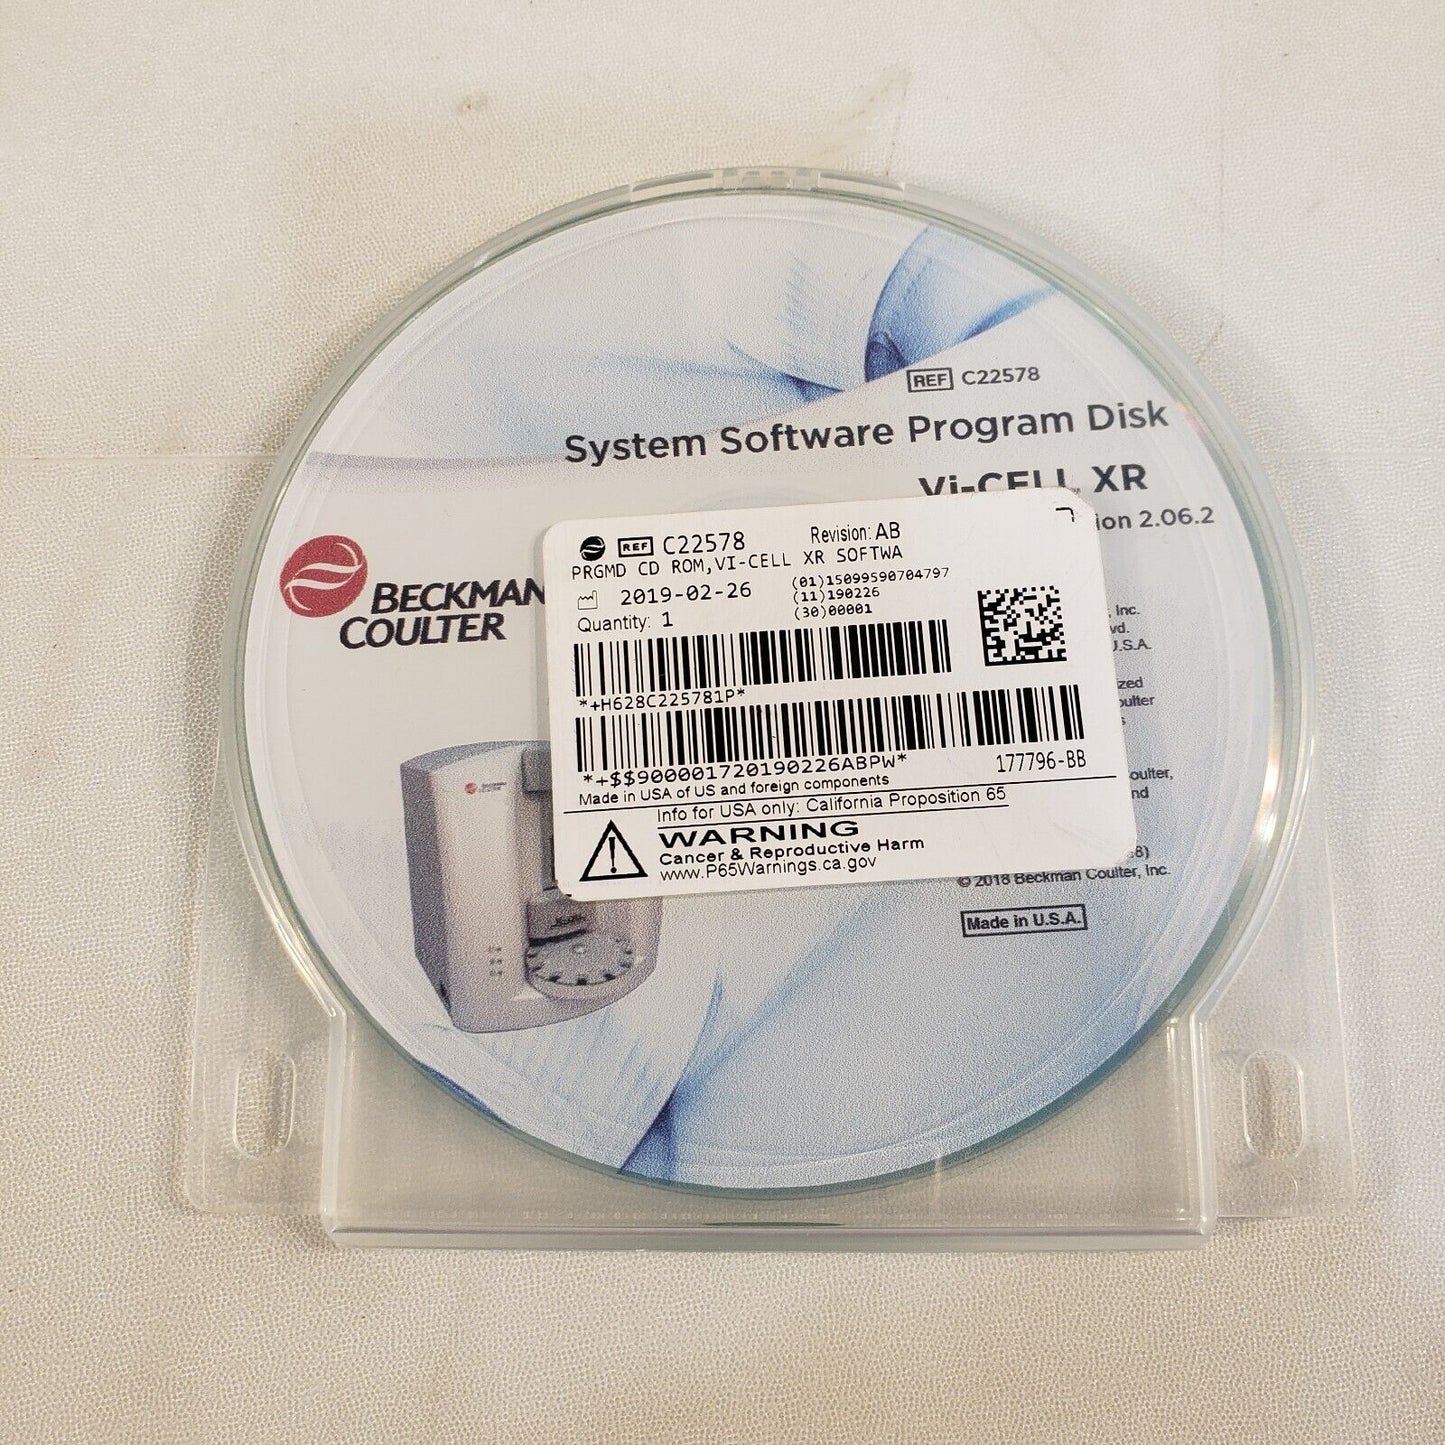 REF C22578
System Software Program Disk
Vi-CELL XR
ion 2.06.2
BECKMAN
COULTER
REF C22578 Revision: AB
PRGMD CD ROM,VI-CELL XR SOFTWA
2019-02-26
(01)15099590704797
(11)190226
(30)00001
Quantity: 1
*+H628C225781P*
*+$$900001720190226ABPW*
177796-BB
Made in USA of US and foreign components
Info for USA only: California Proposition 65
WARNING
Cancer & Reproductive Harm
www.P65Warnings.ca.gov
Inc.
vd.
U.S.A.
zed
ulter
s
oulter,
nd
8)
© 2018 Beckman Coulter, Inc.
Made in U.S.A.
BECKMAN
COULTER